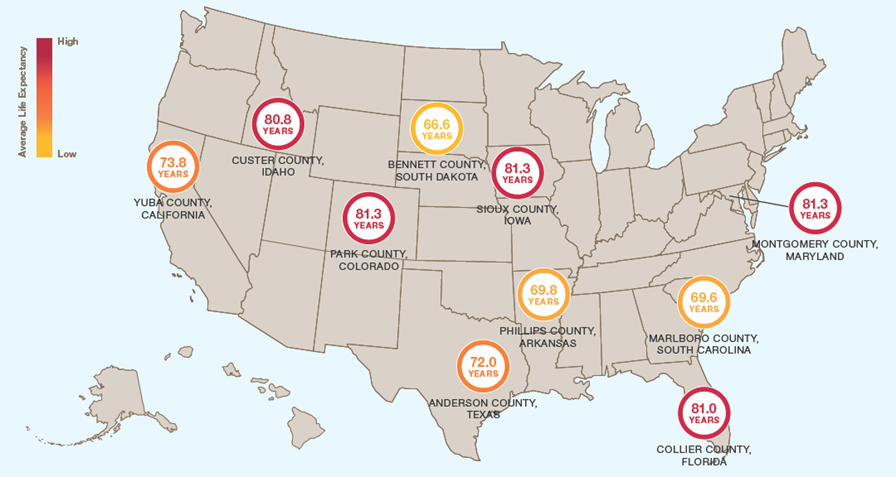 Average Life Expectancy
High
Low
80.8
YEARS
CUSTER COUNTY,
IDAHO
66.6
YEARS
BENNETT COUNTY,
SOUTH DAKOTA
73.8
YEARS
YUBA COUNTY,
CALIFORNIA
81.3
YEARS
SIOUX COUNTY,
IOWA
81.3
YEARS
PARK COUNTY,
COLORADO
81.3
YEARS
MONTGOMERY COUNTY,
MARYLAND
69.8
YEARS
PHILLIPS COUNTY,
ARKANSAS
69.6
YEARS
MARLBORO COUNTY,
SOUTH CAROLINA
72.0
YEARS
ANDERSON COUNTY,
TEXAS
81.0
YEARS
COLLIER COUNTY,
FLORIDA